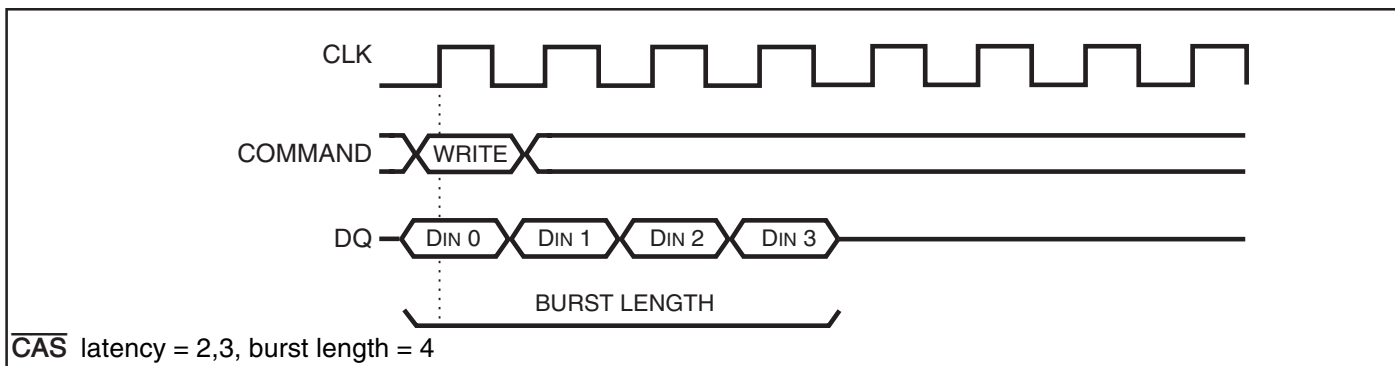 CLK
COMMAND WRITE
DQ DIN 0 DIN 1 DIN 2 DIN 3
BURST LENGTH
CAS latency = 2,3, burst length = 4